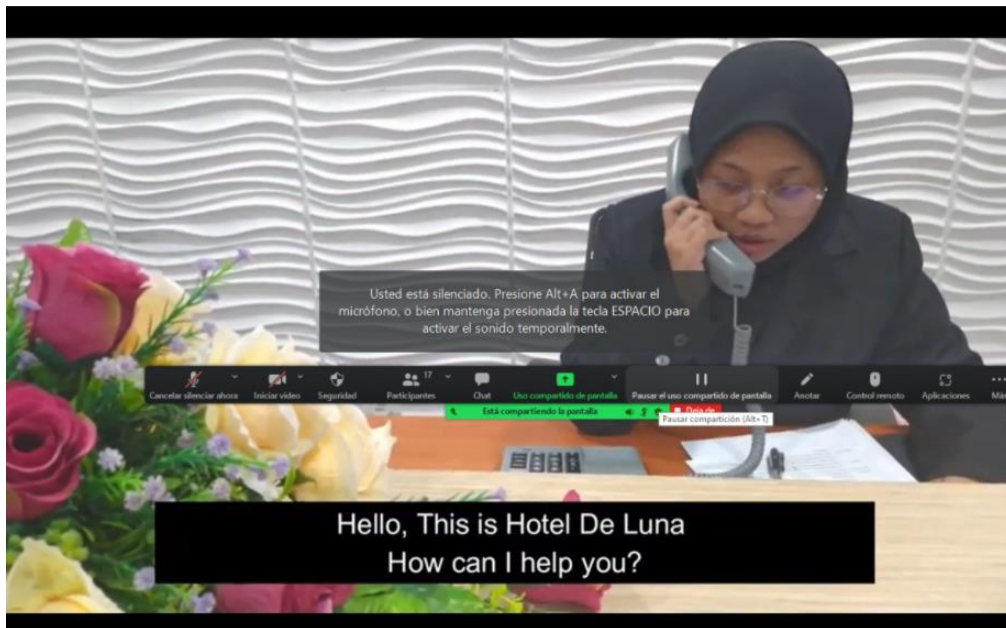 Usted está silenciado. Presione Alt+A para activar el
micrófono, o bien mantenga presionada la tecla ESPACIO para
activar el sonido temporalmente.
17
Cancelar silenciar ahora Iniciar video Seguridad Participantes Chat Uso compartido de pantalla Pausar el uso compartido de pantalla Anotar Control remoto Aplicaciones
Está compartiendo la pantalla Deja de
Pausar compartición (Alt+T)
Hello, This is Hotel De Luna
How can I help you?